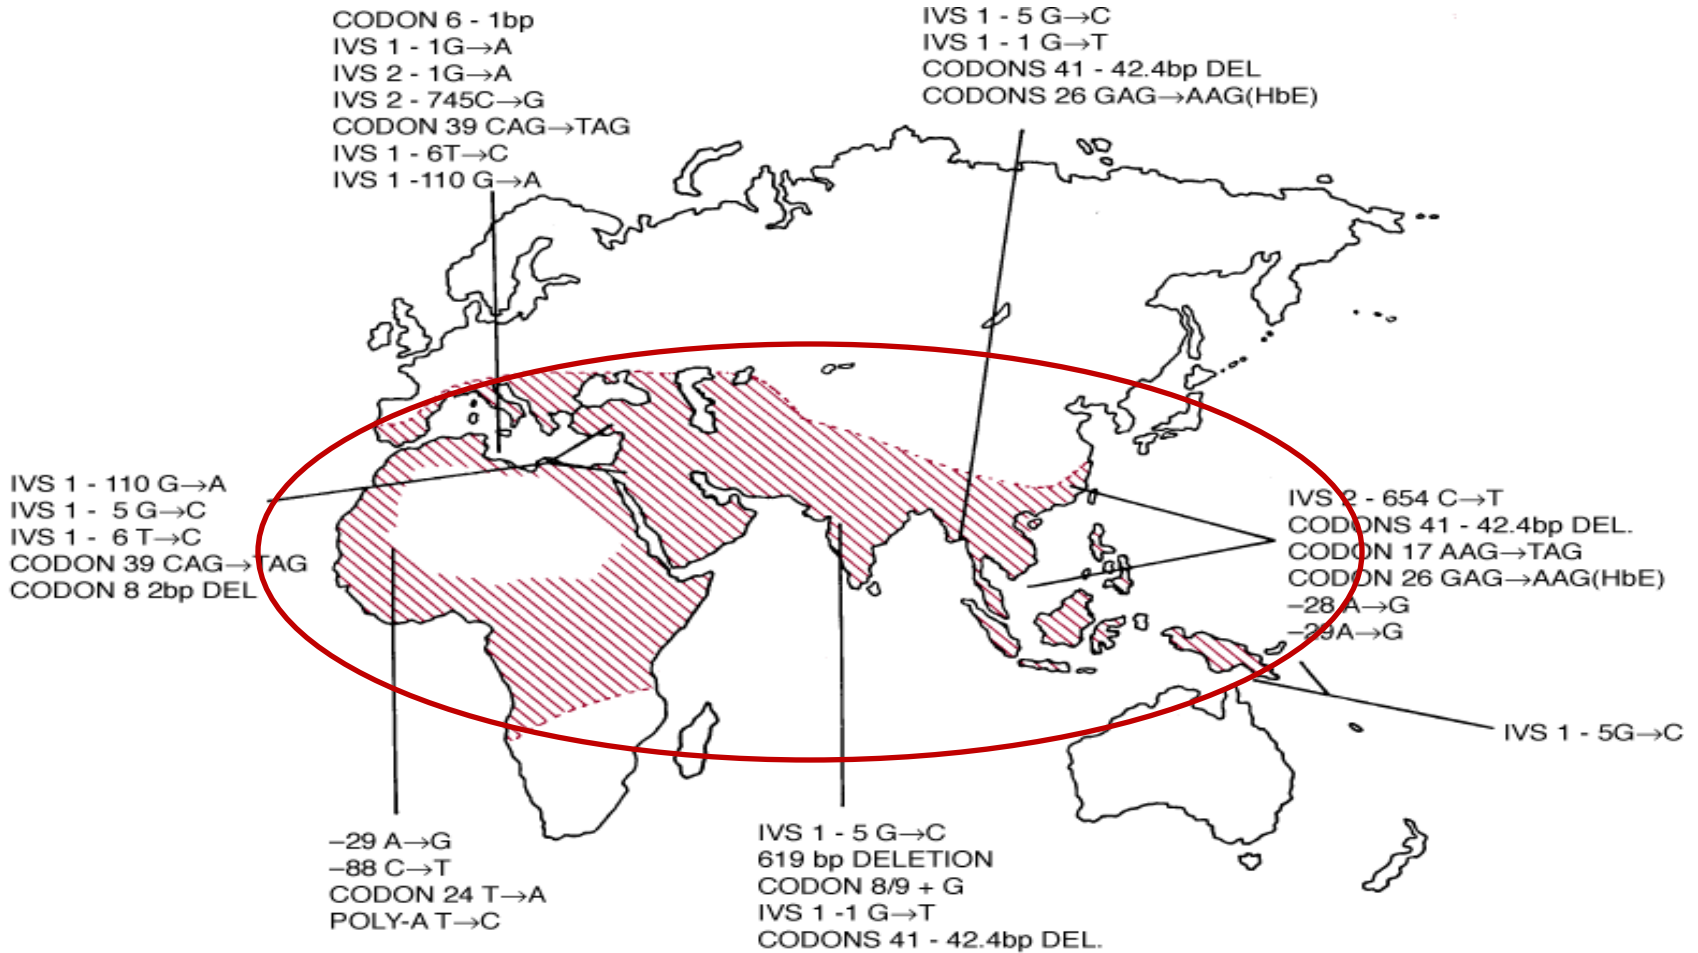 CODON 6 - 1bp
IVS 1 - 1G→A
IVS 2 - 1G→A
IVS 2 - 745C→G
CODON 39 CAG→TAG
IVS 1 - 6T→C
IVS 1 -110 G→A
IVS 1 - 5 G→C
IVS 1 - 1 G→T
CODONS 41 - 42.4bp DEL
CODONS 26 GAG→AAG(HbE)
IVS 1 - 110 G→A
IVS 1 - 5 G→C
IVS 1 - 6 T→C
CODON 39 CAG→TAG
CODON 8 2bp DEL
IVS 2 - 654 C→T
CODONS 41 - 42.4bp DEL.
CODON 17 AAG→TAG
CODON 26 GAG→AAG(HbE)
–28 A→G
–29A→G
IVS 1 - 5G→C
–29 A→G
–88 C→T
CODON 24 T→A
POLY-A T→C
IVS 1 - 5 G→C
619 bp DELETION
CODON 8/9 + G
IVS 1 -1 G→T
CODONS 41 - 42.4bp DEL.